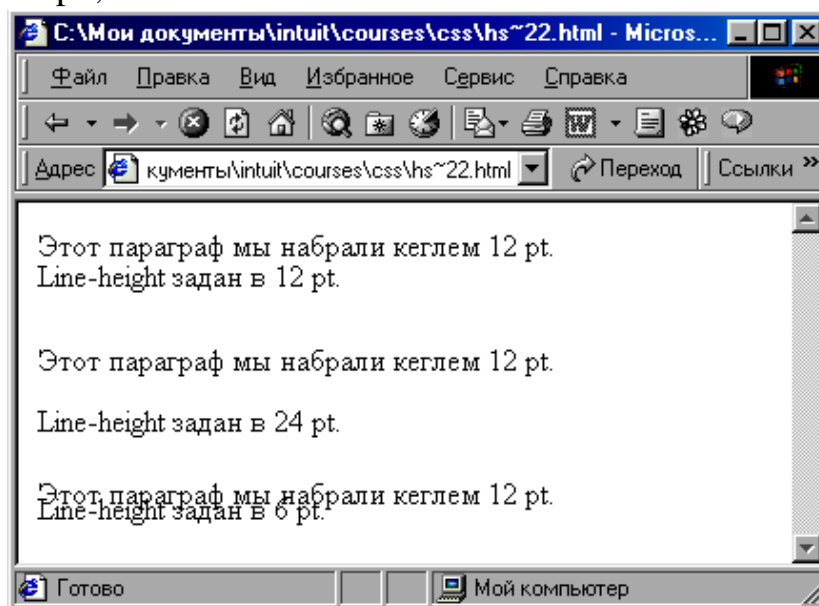 C:\Мои документы\intuit\courses\css\hs~22.html - Micros...
Файл Правка Вид Избранное Сервис Справка
Адрес кументы\intuit\courses\css\hs~22.html Переход Ссылки »
Этот параграф мы набрали кеглем 12 pt.
Line-height задан в 12 pt.
Этот параграф мы набрали кеглем 12 pt.
Line-height задан в 24 pt.
Этот параграф мы набрали кеглем 12 pt.
Line-height задан в 6 pt.
Готово Мой компьютер